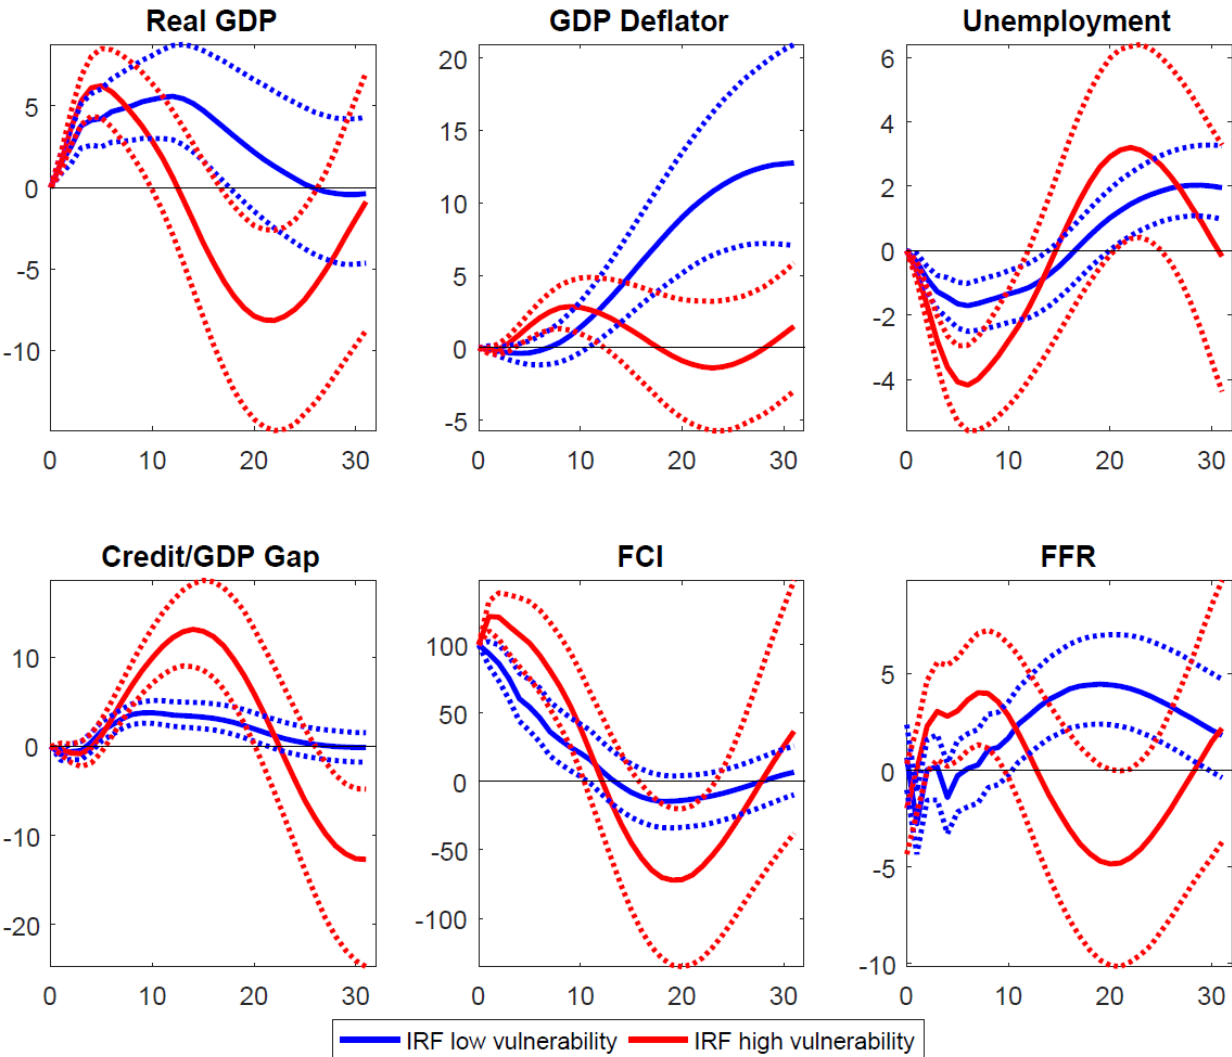 Real GDP
5
0
-5
-10
0 10 20 30
GDP Deflator
20
15
10
5
0
-5
0 10 20 30
Unemployment
6
4
2
0
-2
-4
0 10 20 30
Credit/GDP Gap
10
0
-10
-20
0 10 20 30
FCI
100
50
0
-50
-100
0 10 20 30
FFR
5
0
-5
-10
0 10 20 30
IRF low vulnerability IRF high vulnerability